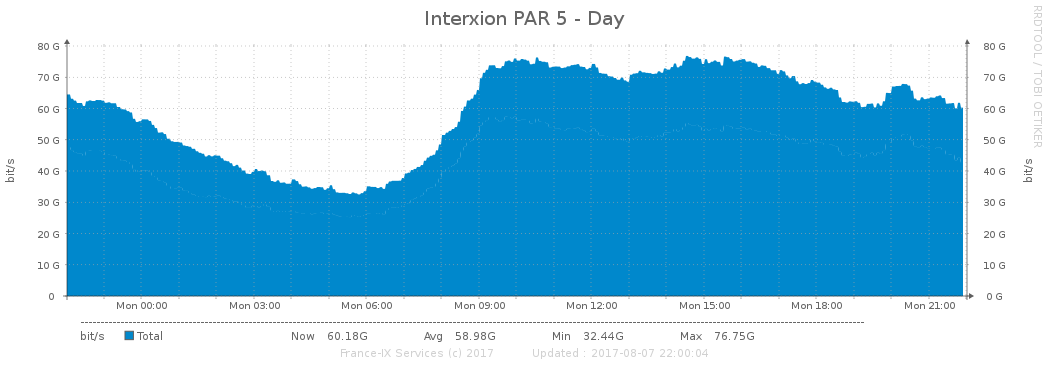 Interxion PAR 5 - Day
RRDTOOL / TOBI OETIKER
80 G 80 G
70 G 70 G
60 G 60 G
50 G 50 G
40 G 40 G
30 G 30 G
20 G 20 G
10 G 10 G
0 0 G
bit/s
bit/s
Mon 00:00 Mon 03:00 Mon 06:00 Mon 09:00 Mon 12:00 Mon 15:00 Mon 18:00 Mon 21:00
bit/s Total Now 60.18G Avg 58.98G Min 32.44G Max 76.75G
France-IX Services (c) 2017 Updated : 2017-08-07 22:00:04